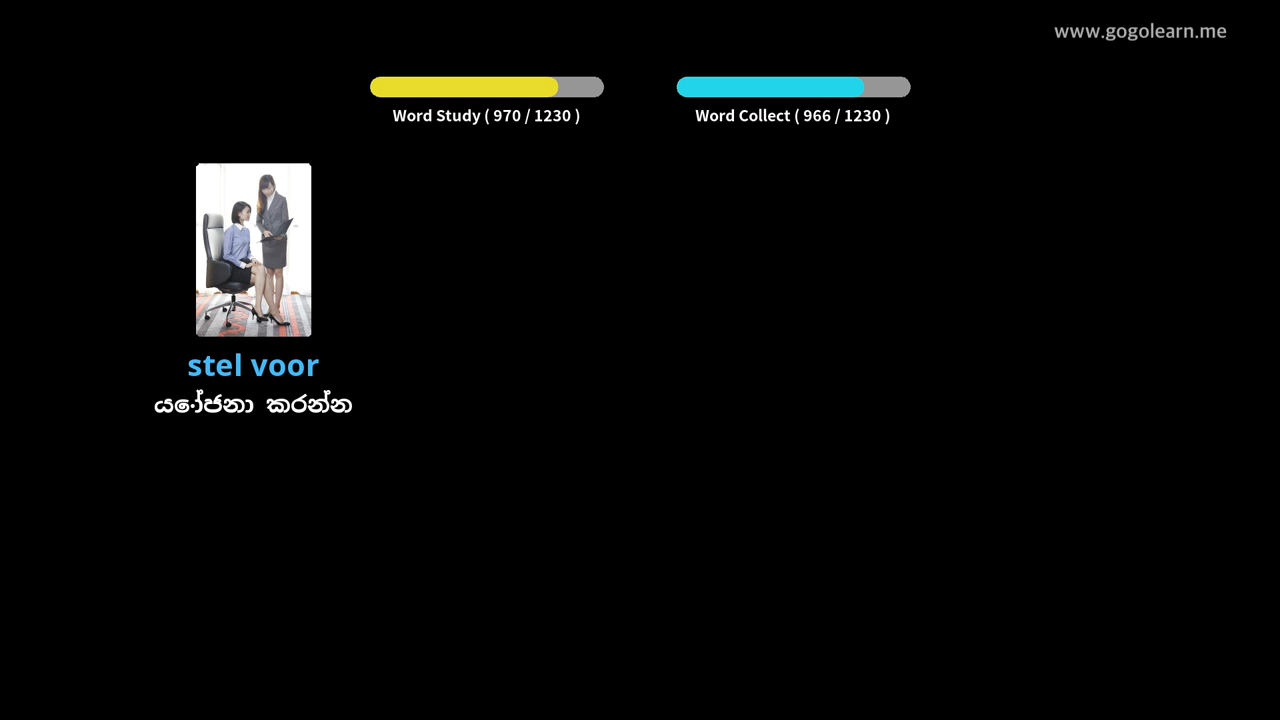 www.gogolearn.me
Word Study ( 970 / 1230 )
Word Collect ( 966 / 1230 )
stel voor
යෝජනා කරන්න